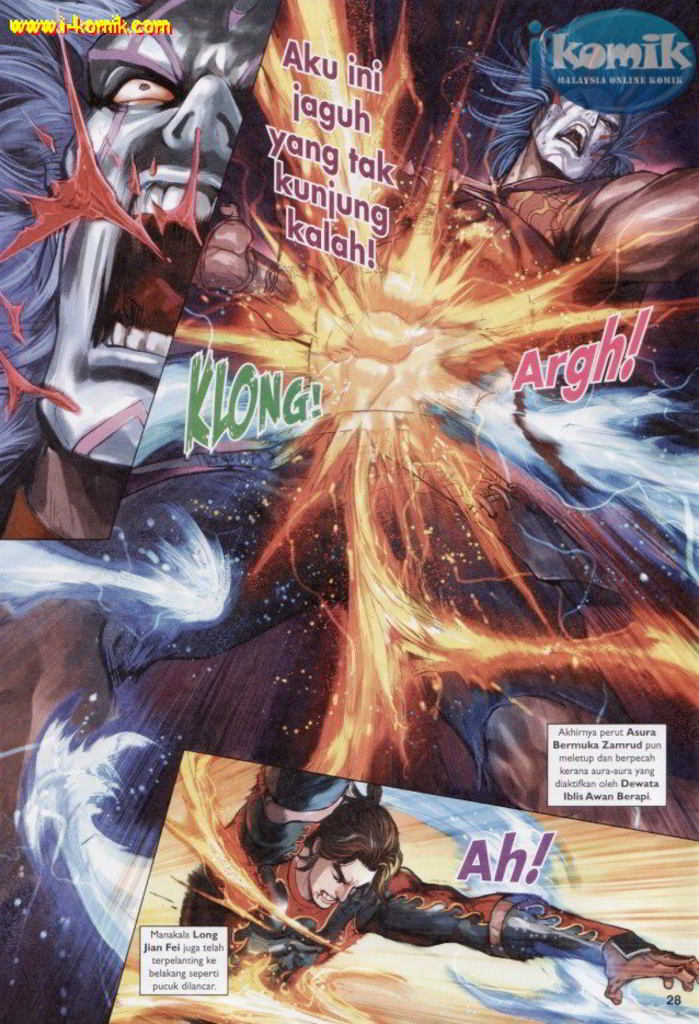 www.i-komik.com
ikomik
MALAYSIA ONLINE KOMIK
Aku ini
jaguh
yang tak
kunjung
kalah!
KLONG!
Argh!
Akhirnya perut Asura
Bermuka Zamrud pun
meletup dan berpecah
kerana aura-aura yang
diaktifkan oleh Dewata
Iblis Awan Berapi.
Ah!
Manakala Long
Jian Fei juga telah
terpelanting ke
belakang seperti
pucuk dilancar.
28